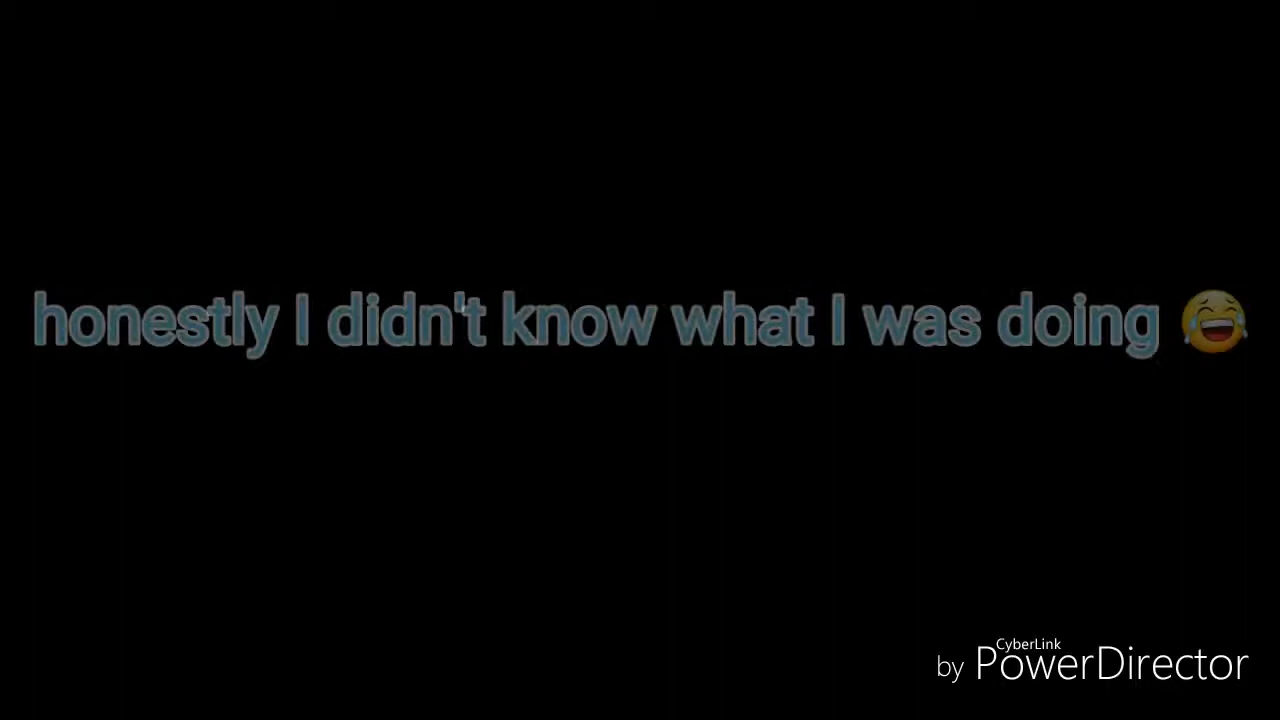 honestly I didn't know what I was doing 😂
CyberLink
by PowerDirector